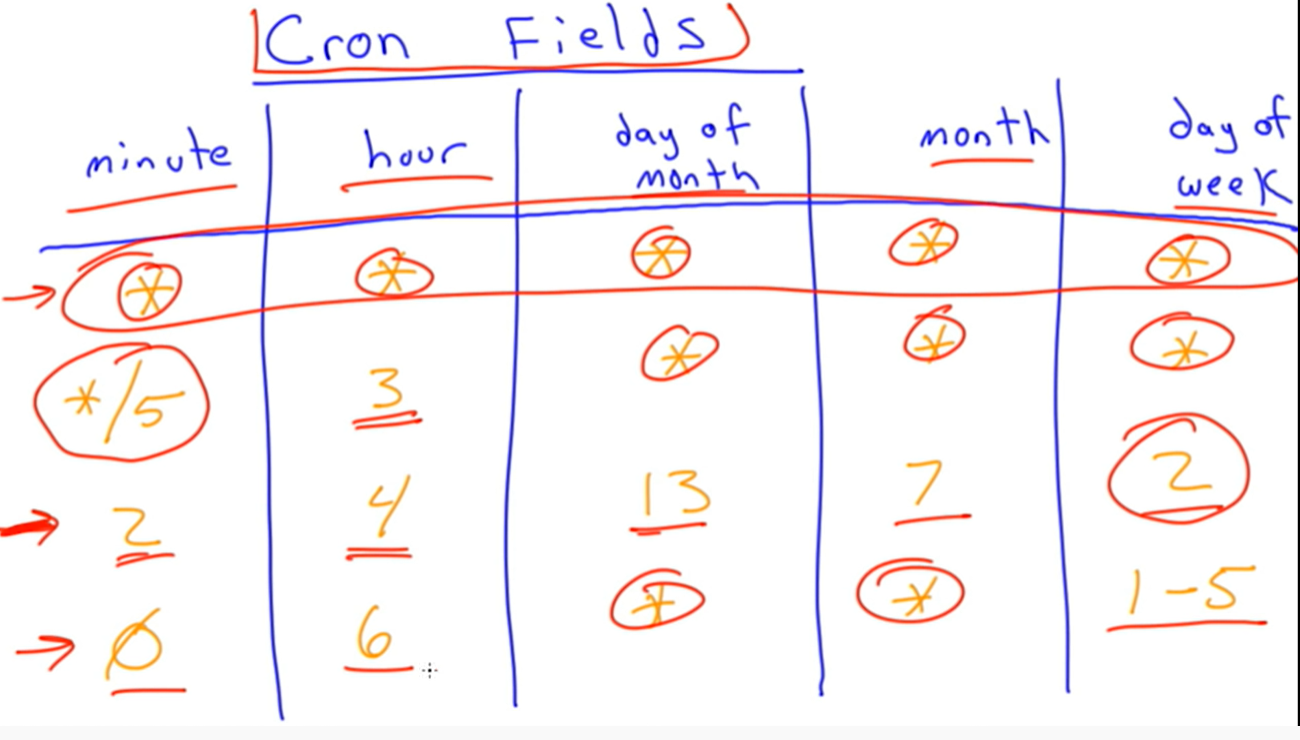 Cron Fields
minute hour day of month month day of week
* * * * *
*/5 3 * * *
2 4 13 7 2
0 6 * * 1-5